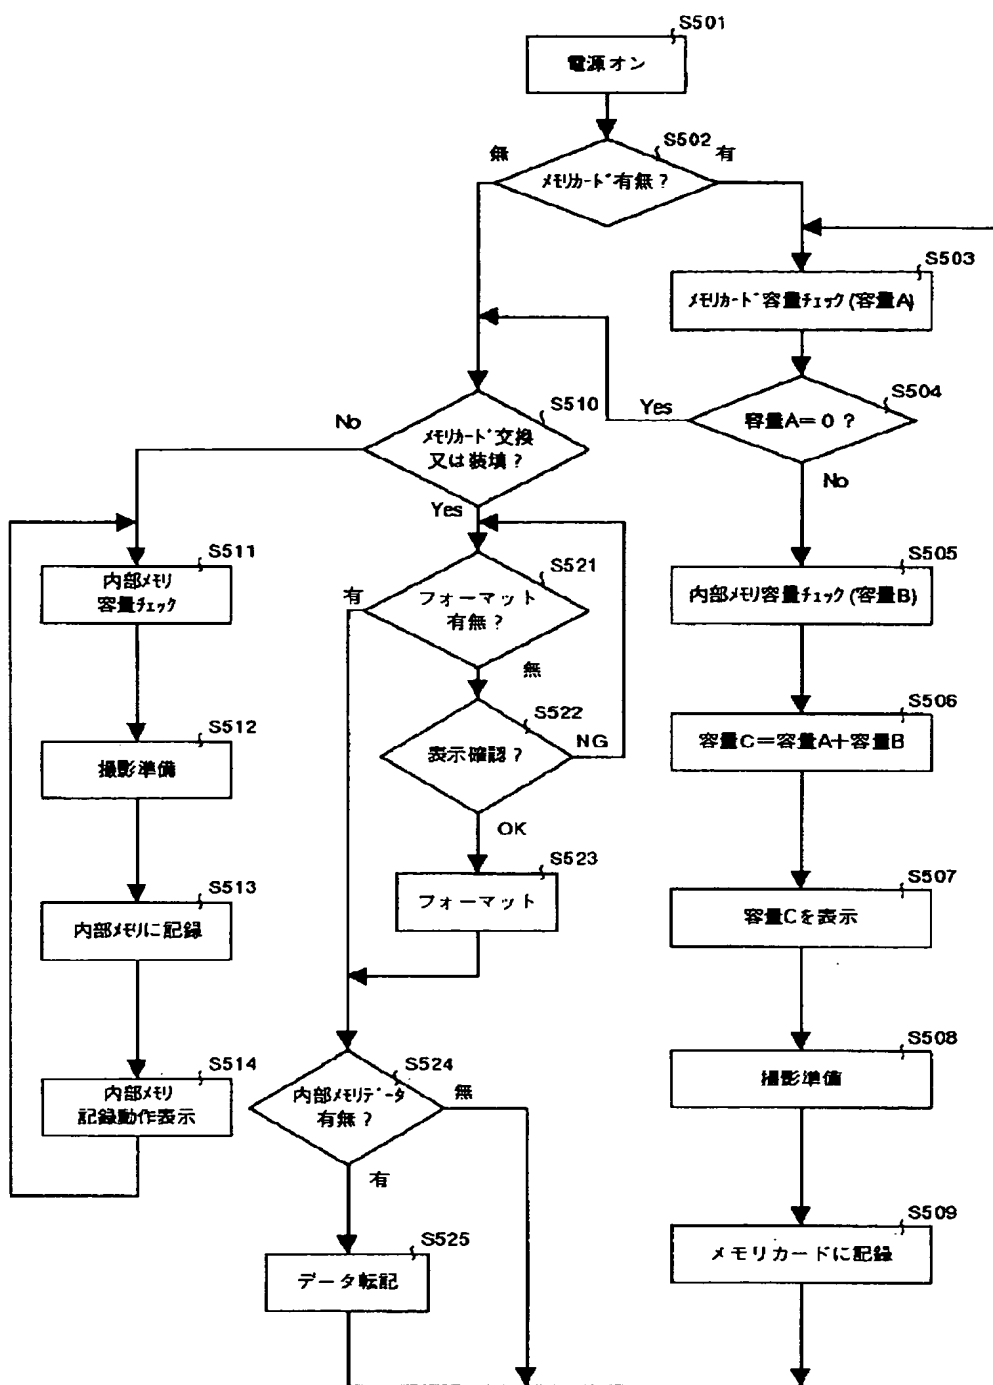 S501
電源オン
S502
無
有
メモリカード有無？
S503
メモリカード容量チェック(容量A)
S504
容量A＝0？
Yes
No
S510
メモリカード交換
又は装填？
No
Yes
S505
内部メモリ容量チェック(容量B)
S511
内部メモリ
容量チェック
S521
フォーマット
有無？
有
無
S506
容量C＝容量A＋容量B
S512
撮影準備
S522
表示確認？
NG
OK
S523
フォーマット
S507
容量Cを表示
S513
内部メモリに記録
S508
撮影準備
S514
内部メモリ
記録動作表示
S524
内部メモリデータ
有無？
無
有
S509
メモリカードに記録
S525
データ転記